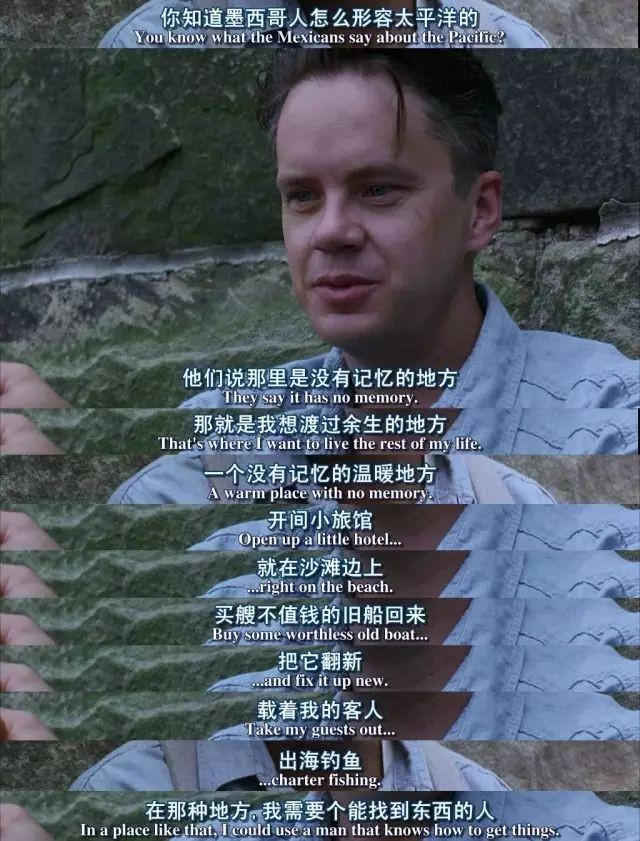 你知道墨西哥人怎么形容太平洋的
You know what the Mexicans say about the Pacific?
他们说那里是没有记忆的地方
They say it has no memory.
那就是我想渡过余生的地方
That's where I want to live the rest of my life.
一个没有记忆的温暖地方
A warm place with no memory.
开间小旅馆
Open up a little hotel...
就在沙滩边上
...right on the beach.
买艘不值钱的旧船回来
Buy some worthless old boat...
把它翻新
...and fix it up new.
载着我的客人
Take my guests out...
出海钓鱼
...charter fishing.
在那种地方,我需要个能找到东西的人
In a place like that, I could use a man that knows how to get things.